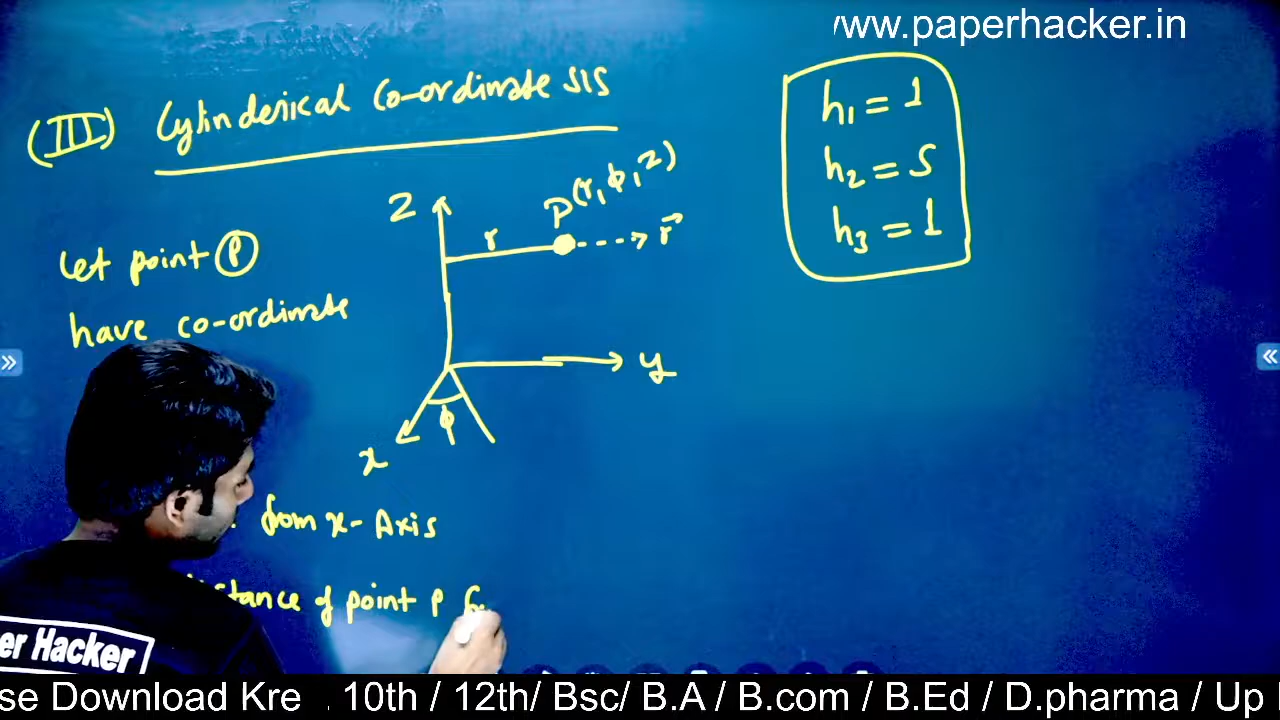 www.paperhacker.in
(III) Cylinderical Co-ordinate S/S
h₁ = 1
h₂ = S
h₃ = 1
Z
P(r, ϕ, z)
r
r⃗
Let point P
have co-ordinate
y
ϕ
x
from x-Axis
stance of point P
er Hacker
se Download Kre . 10th / 12th/ Bsc/ B.A / B.com / B.Ed / D.pharma / Up